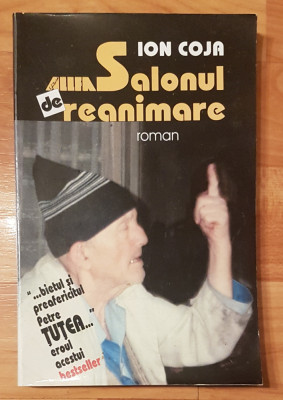 ION COJA
Salonul
de reanimare
roman
"...bietul și
preafericitul
Petre
ȚUȚEA..."
eroul
acestui
bestseller